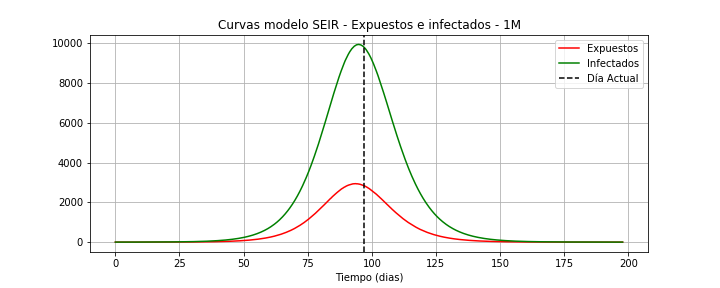 Curvas modelo SEIR - Expuestos e infectados - 1M
10000
8000
6000
4000
2000
0
Expuestos
Infectados
Día Actual
0 25 50 75 100 125 150 175 200
Tiempo (dias)